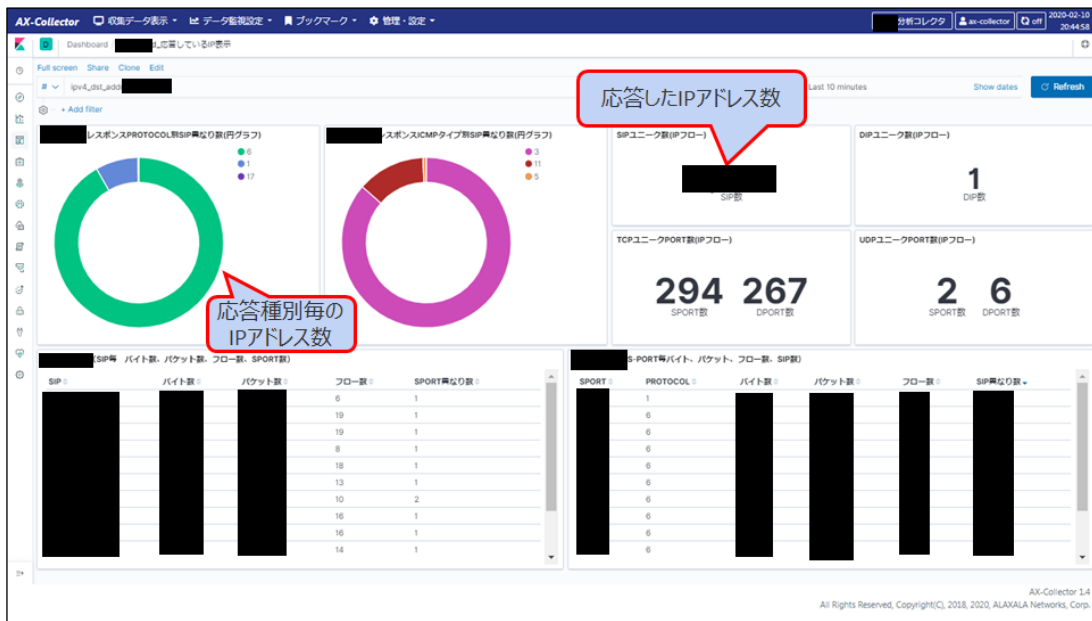 AX-Collector 収集データ表示 データ監視設定 ブックマーク 管理・設定 分析コレクタ ax-collector off 2020-02-10 20:44:58
D Dashboard d_応答しているIP表示
Full screen Share Clone Edit
ipv4_dst_addr Last 10 minutes Show dates Refresh
+ Add filter
応答したIPアドレス数
レスポンスPROTOCOL別SIP異なり数(円グラフ)
6
1
17
スポンスICMPタイプ別SIP異なり数(円グラフ)
3
11
5
SIPユニーク数(IPフロー)
SIP数
DIPユニーク数(IPフロー)
1
DIP数
応答種別毎の
IPアドレス数
TCPユニークPORT数(IPフロー)
294 267
SPORT数 DPORT数
UDPユニークPORT数(IPフロー)
2 6
SPORT数 DPORT数
(SIP毎 バイト数、パケット数、フロー数、SPORT数)
SIP バイト数 パケット数 フロー数 SPORT異なり数
6 1
19 1
19 1
8 1
18 1
13 1
10 2
16 1
16 1
14 1
S-PORT毎バイト、パケット、フロー数、SIP数)
SPORT PROTOCOL バイト数 パケット数 フロー数 SIP異なり数
1
6
6
6
6
6
6
6
6
6
AX-Collector 1.4
All Rights Reserved, Copyright(C), 2018, 2020, ALAXALA Networks, Corp.